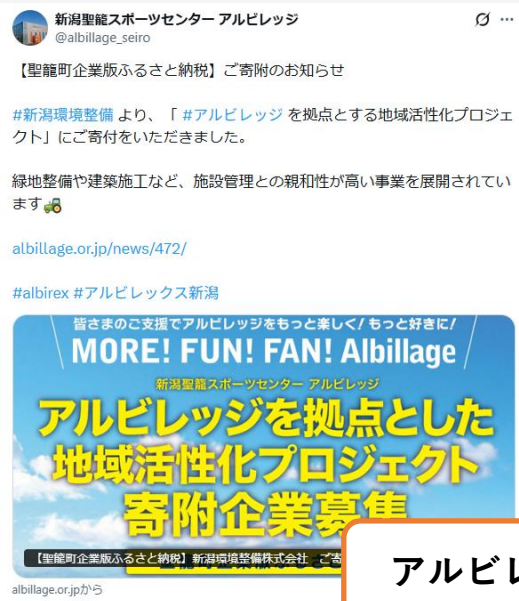 新潟聖籠スポーツセンター アルビレッジ
@albillage_seiro
【聖籠町企業版ふるさと納税】ご寄附のお知らせ
#新潟環境整備 より、「 #アルビレッジ を拠点とする地域活性化プロジェ
クト」にご寄付をいただきました。
緑地整備や建築施工など、施設管理との親和性が高い事業を展開されてい
ます🚜
albillage.or.jp/news/472/
#albirex #アルビレックス新潟
皆さまのご支援でアルビレッジをもっと楽しく!もっと好きに!
MORE! FUN! FAN! Albillage
新潟聖籠スポーツセンター アルビレッジ
アルビレッジを拠点とした
地域活性化プロジェクト
寄附企業募集
【聖籠町企業版ふるさと納税】新潟環境整備株式会社 ご寄
albillage.or.jpから
アルビレ